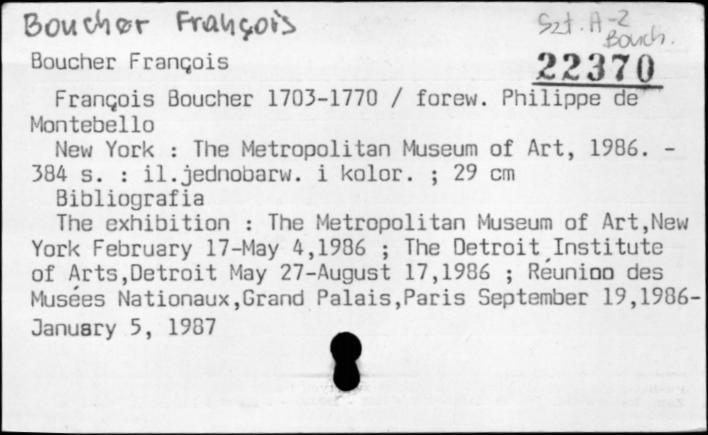 Boucher François
Szt. A-2
Bouch.
Boucher François
22370
François Boucher 1703-1770 / forew. Philippe de
Montebello
New York : The Metropolitan Museum of Art, 1986. -
384 s. : il.jednobarw. i kolor. ; 29 cm
Bibliografia
The exhibition : The Metropolitan Museum of Art,New
York February 17-May 4,1986 ; The Detroit Institute
of Arts,Detroit May 27-August 17,1986 ; Réunion des
Musées Nationaux,Grand Palais,Paris September 19,1986-
January 5, 1987